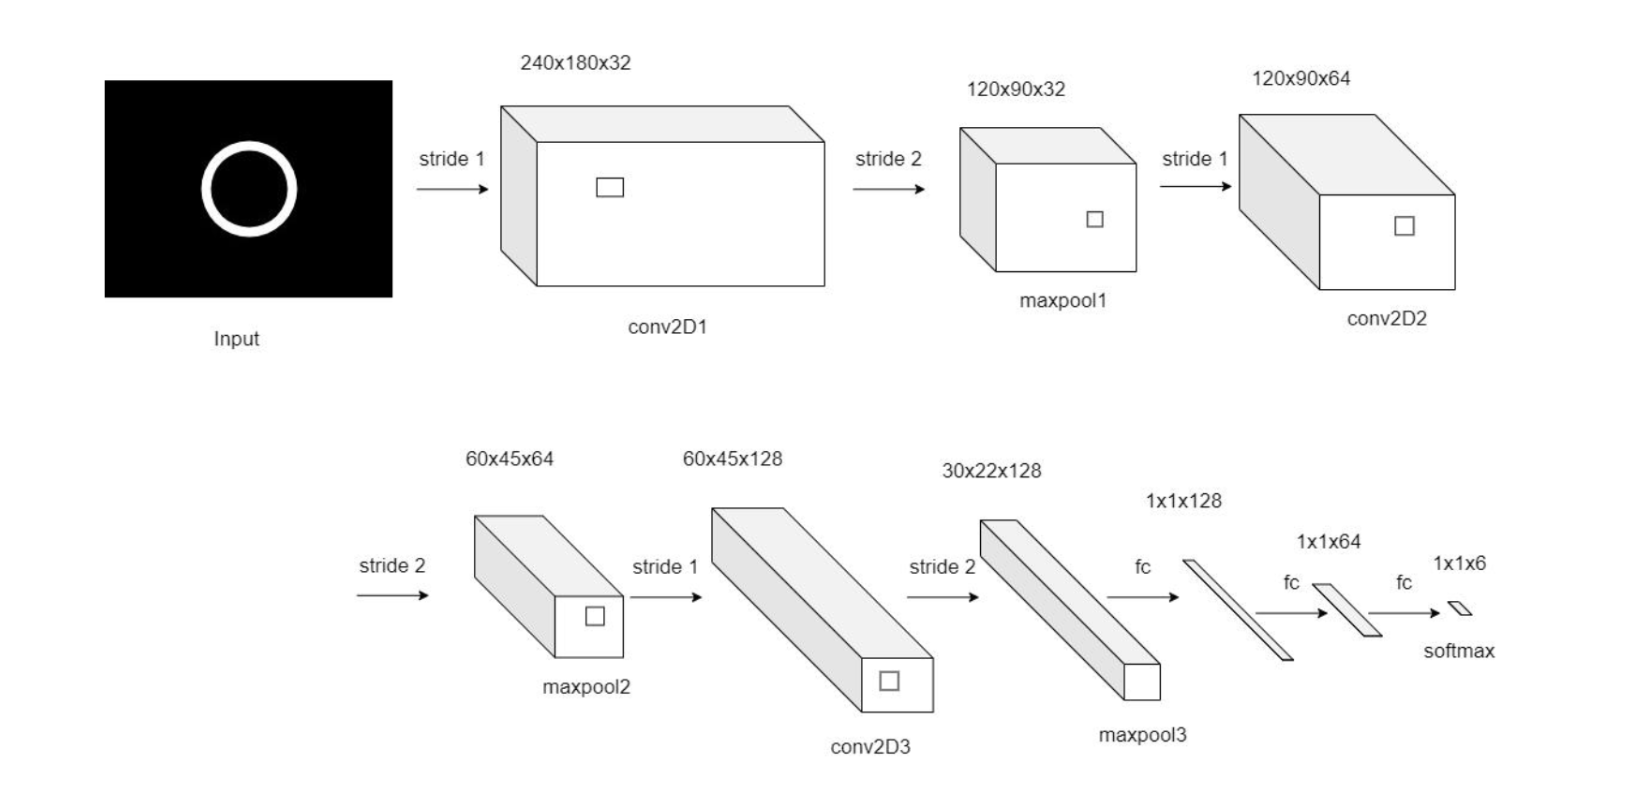 240x180x32
120x90x32
120x90x64
stride 1
stride 2
stride 1
Input
conv2D1
maxpool1
conv2D2
60x45x64
60x45x128
30x22x128
1x1x128
1x1x64
1x1x6
stride 2
stride 1
stride 2
fc
fc
fc
softmax
maxpool2
conv2D3
maxpool3